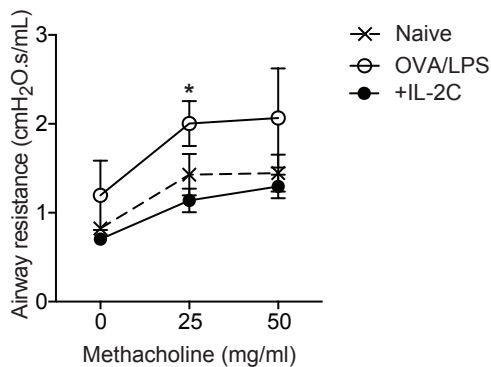 Airway resistance (cmH2O.s/mL)
3
2
1
0
*
0 25 50
Methacholine (mg/ml)
Naive
OVA/LPS
+IL-2C